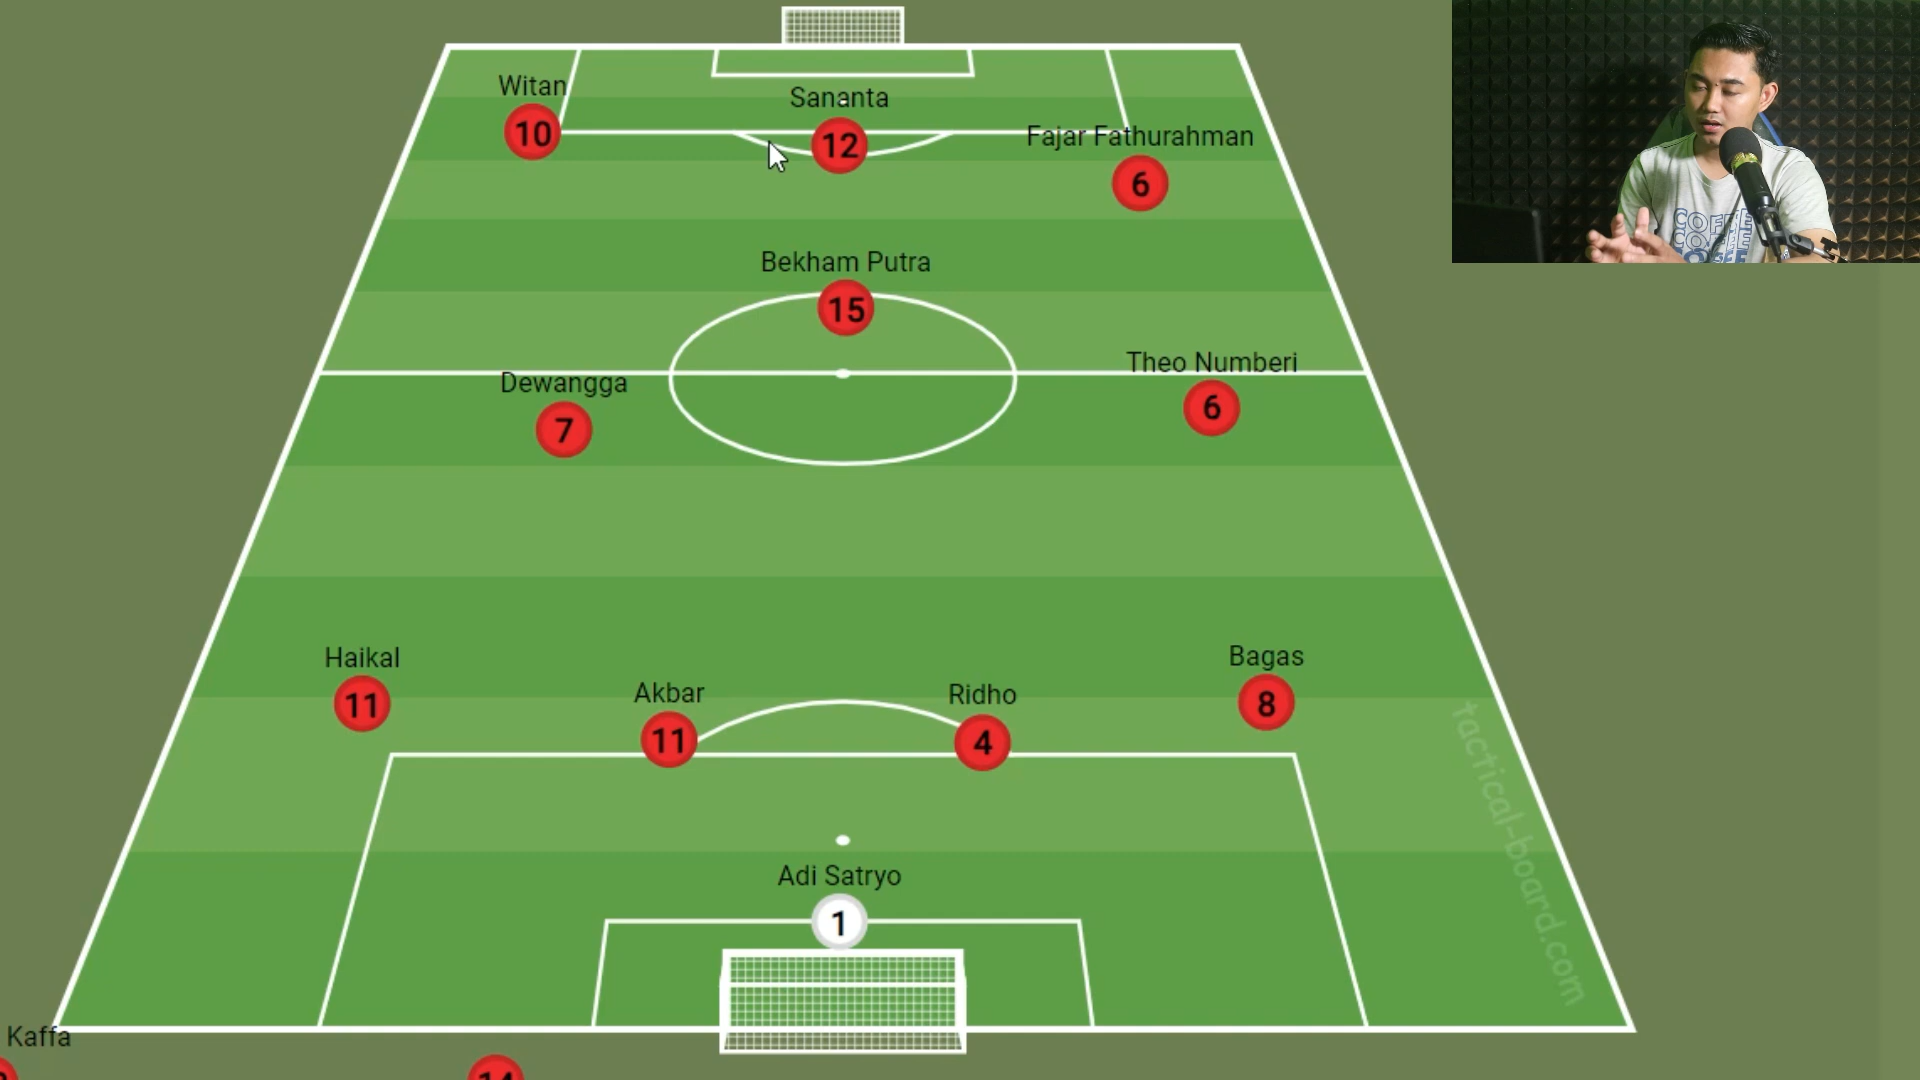 Witan
10
Sananta
12
Fajar Fathurahman
6
Bekham Putra
15
Dewangga
7
Theo Numberi
6
Haikal
11
Akbar
11
Ridho
4
Bagas
8
Adi Satryo
1
tactical-board.com
Kaffa
14